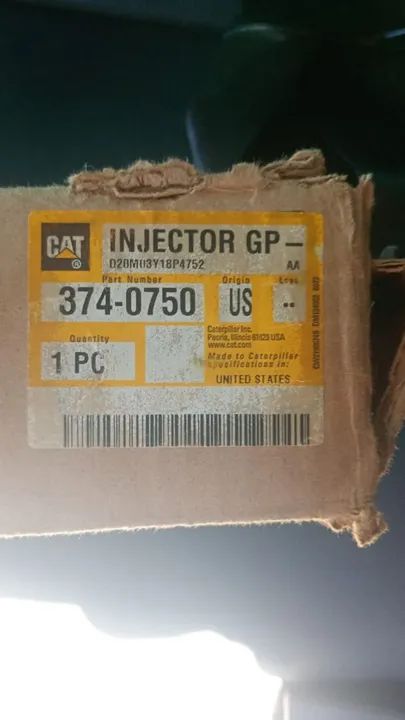 CAT®
INJECTOR GP-
D20M03Y18P4752 AA
Part Number Origin
374-0750 US --
Quantity
1 PC
Caterpillar Inc.
Peoria, Illinois 61629 USA
www.cat.com
Made to Caterpillar
specifications in:
UNITED STATES